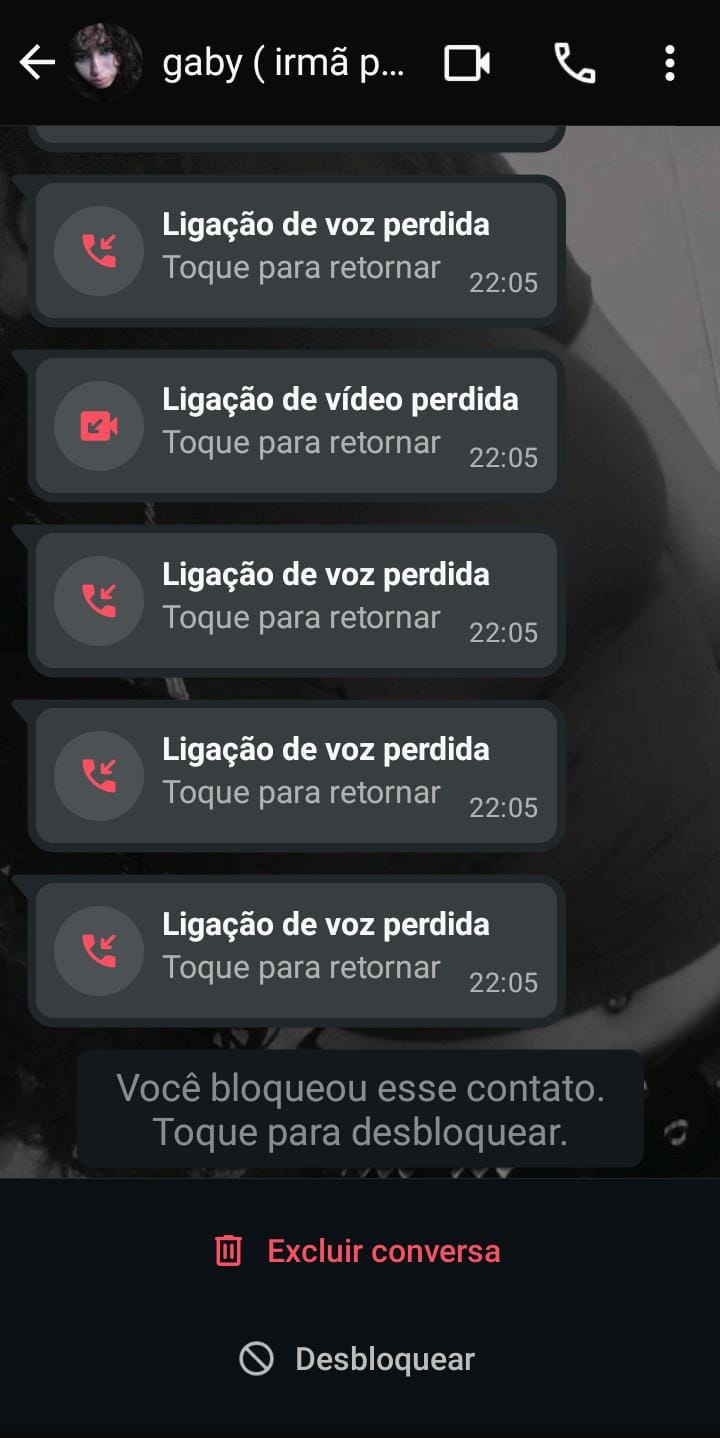 gaby ( irmã p...
Ligação de voz perdida
Toque para retornar
22:05
Ligação de vídeo perdida
Toque para retornar
22:05
Ligação de voz perdida
Toque para retornar
22:05
Ligação de voz perdida
Toque para retornar
22:05
Ligação de voz perdida
Toque para retornar
22:05
Você bloqueou esse contato.
Toque para desbloquear.
Excluir conversa
Desbloquear